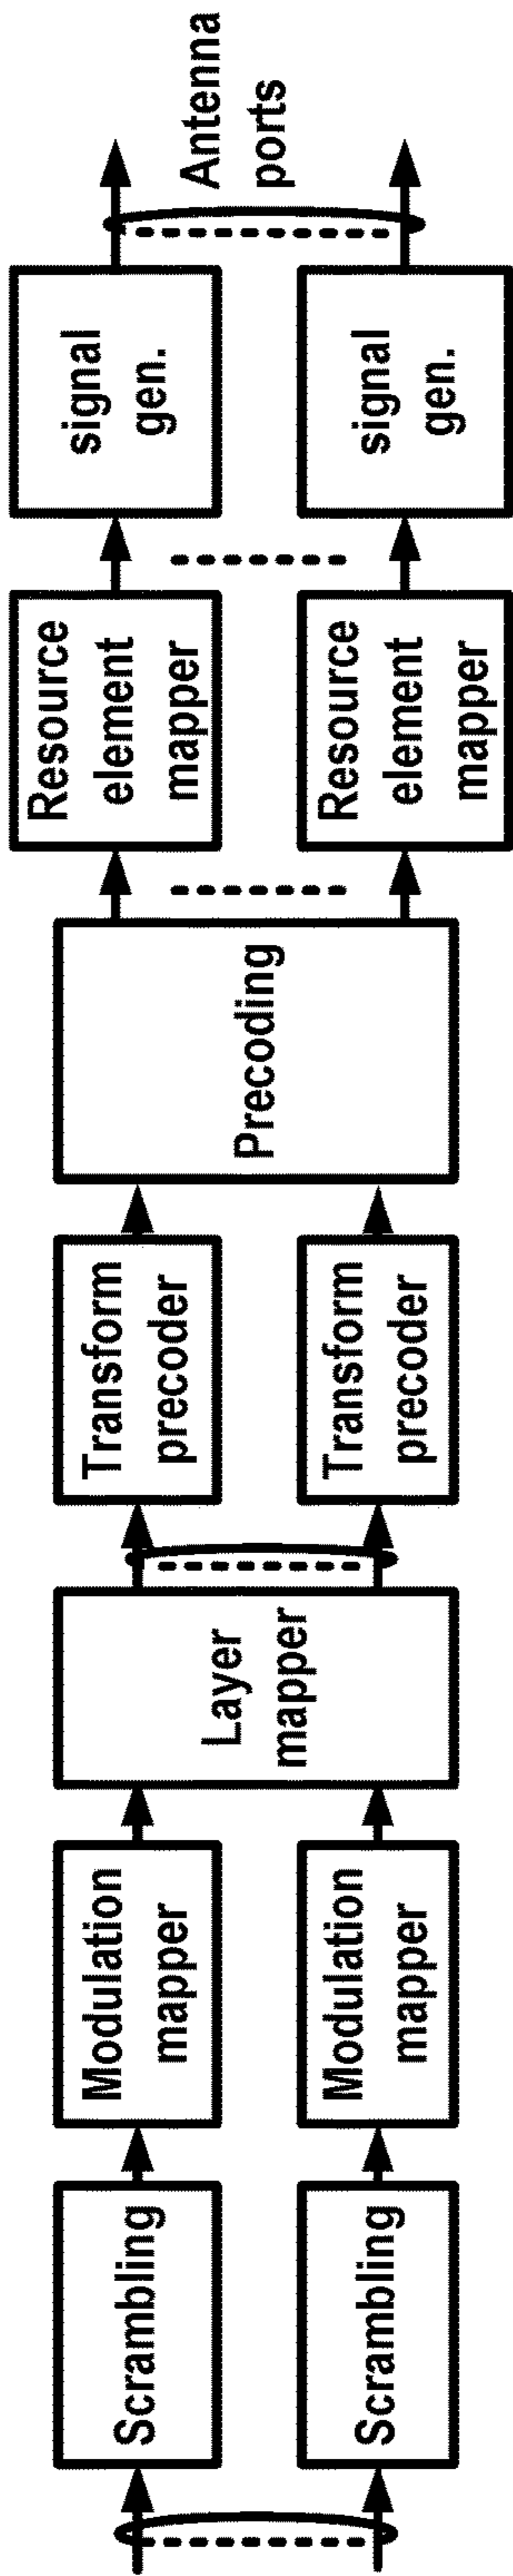 Scrambling
Scrambling
Modulation
mapper
Modulation
mapper
Layer
mapper
Transform
precoder
Transform
precoder
Precoding
Resource
element
mapper
Resource
element
mapper
signal
gen.
signal
gen.
Antenna
ports